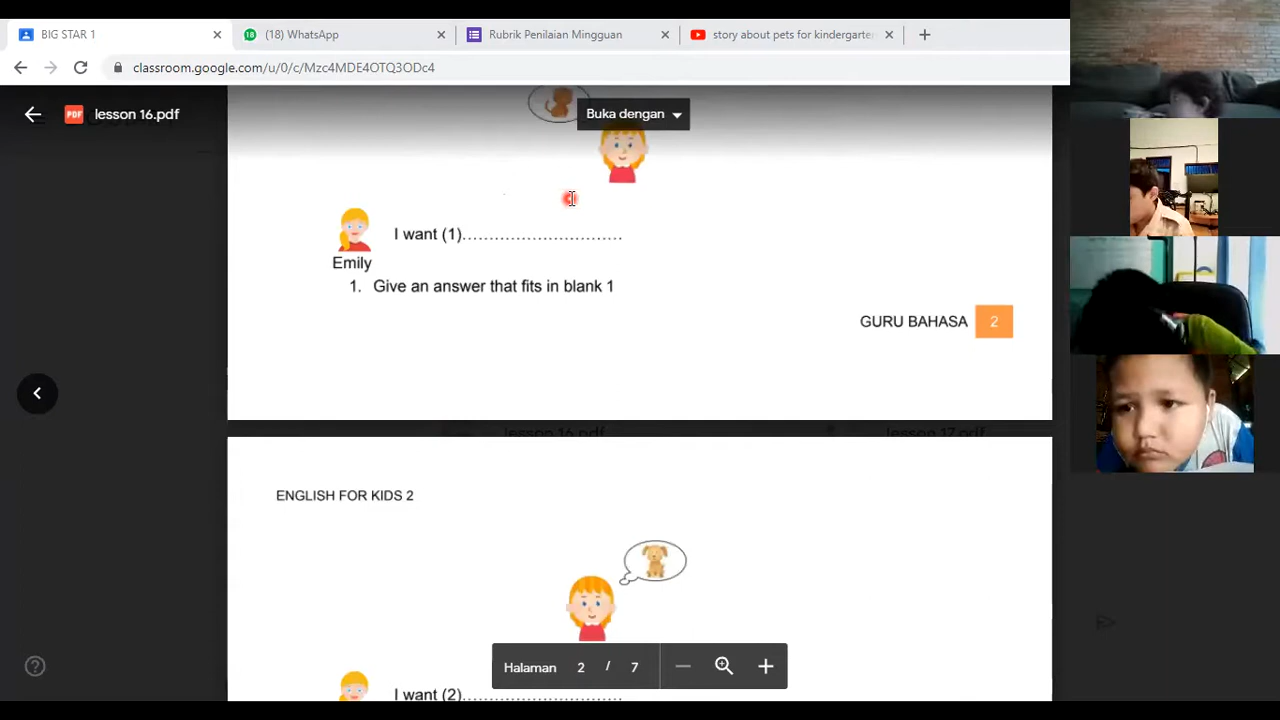 BIG STAR 1
(18) WhatsApp
Rubrik Penilaian Mingguan
story about pets for kindergarten
classroom.google.com/u/0/c/Mzc4MDE4OTQ3ODc4
PDF
lesson 16.pdf
Buka dengan
I want (1)..............................
Emily
1. Give an answer that fits in blank 1
GURU BAHASA 2
lesson 16.pdf
lesson 17.pdf
ENGLISH FOR KIDS 2
Halaman 2 / 7
I want (2)..............................